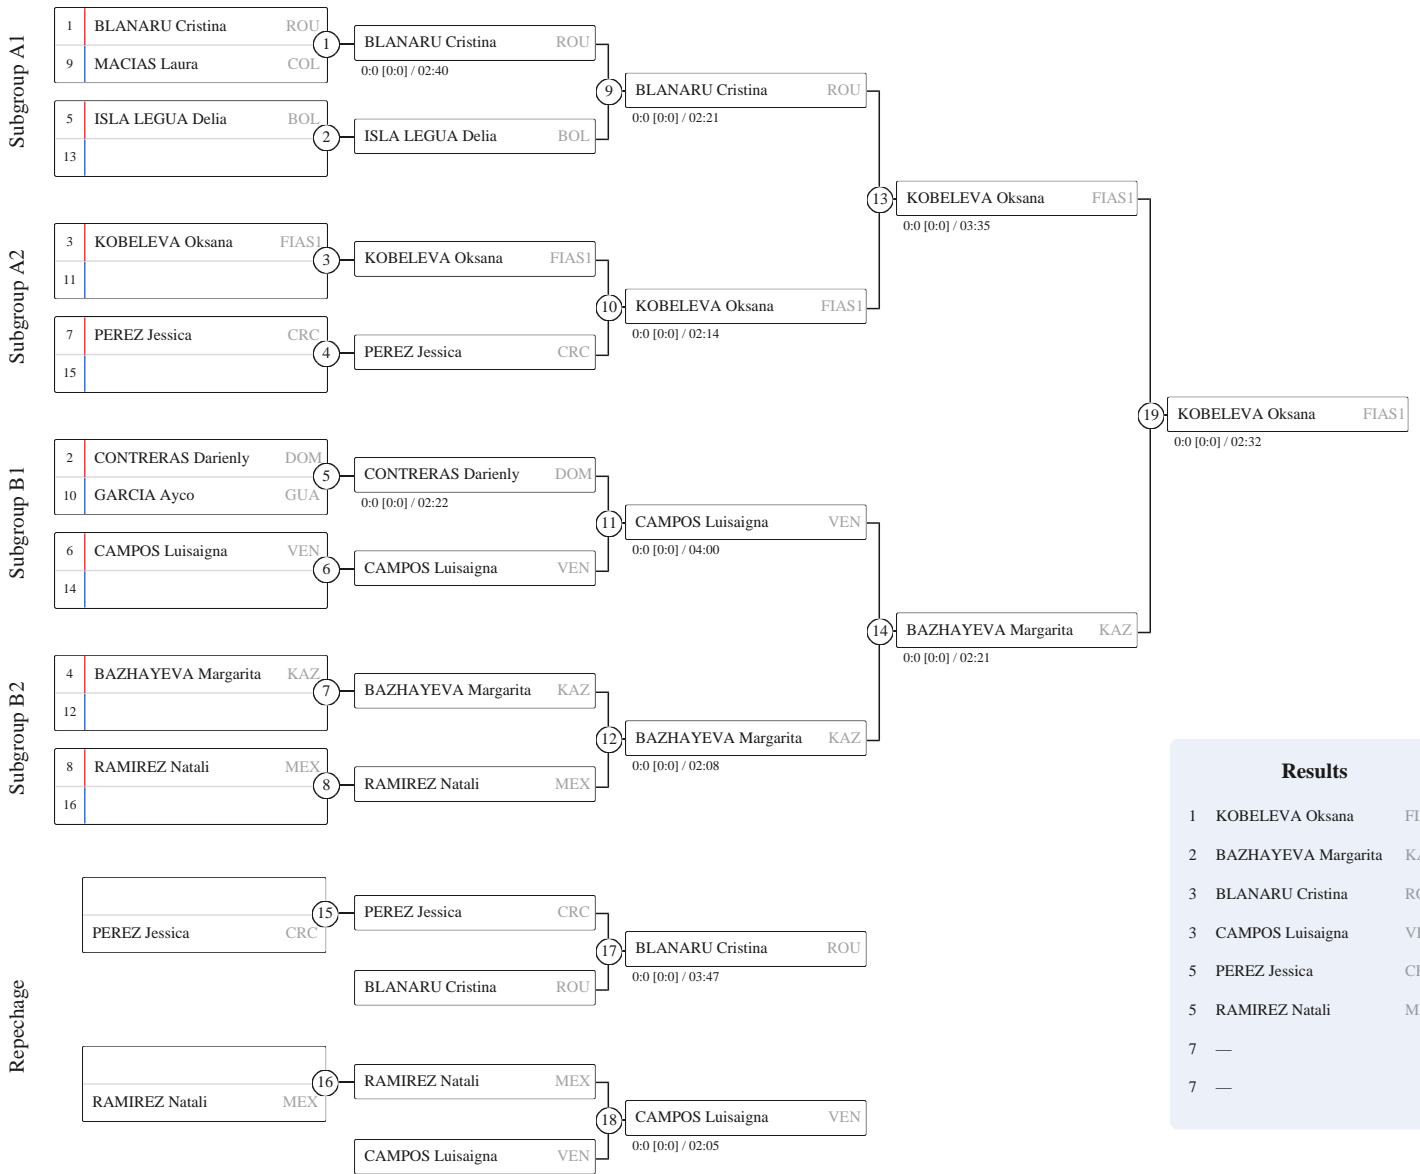 Subgroup A1
1 BLANARU Cristina ROU
9 MACIAS Laura COL
1
BLANARU Cristina ROU
0:0 [0:0] / 02:40
5 ISLA LEGUA Delia BOL
13
2
ISLA LEGUA Delia BOL
9
BLANARU Cristina ROU
0:0 [0:0] / 02:21
Subgroup A2
3 KOBELEVA Oksana FIAS1
11
3
KOBELEVA Oksana FIAS1
7 PEREZ Jessica CRC
15
4
PEREZ Jessica CRC
10
KOBELEVA Oksana FIAS1
0:0 [0:0] / 02:14
13
KOBELEVA Oksana FIAS1
0:0 [0:0] / 03:35
Subgroup B1
2 CONTRERAS Darienly DOM
10 GARCIA Ayco GUA
5
CONTRERAS Darienly DOM
0:0 [0:0] / 02:22
6 CAMPOS Luisaigna VEN
14
6
CAMPOS Luisaigna VEN
11
CAMPOS Luisaigna VEN
0:0 [0:0] / 04:00
Subgroup B2
4 BAZHAYEVA Margarita KAZ
12
7
BAZHAYEVA Margarita KAZ
8 RAMIREZ Natali MEX
16
8
RAMIREZ Natali MEX
12
BAZHAYEVA Margarita KAZ
0:0 [0:0] / 02:08
14
BAZHAYEVA Margarita KAZ
0:0 [0:0] / 02:21
19
KOBELEVA Oksana FIAS1
0:0 [0:0] / 02:32
Repechage
PEREZ Jessica CRC
15
PEREZ Jessica CRC
BLANARU Cristina ROU
17
BLANARU Cristina ROU
0:0 [0:0] / 03:47
RAMIREZ Natali MEX
16
RAMIREZ Natali MEX
CAMPOS Luisaigna VEN
18
CAMPOS Luisaigna VEN
0:0 [0:0] / 02:05
Results
1 KOBELEVA Oksana
2 BAZHAYEVA Margarita
3 BLANARU Cristina
3 CAMPOS Luisaigna
5 PEREZ Jessica
5 RAMIREZ Natali
7 —
7 —